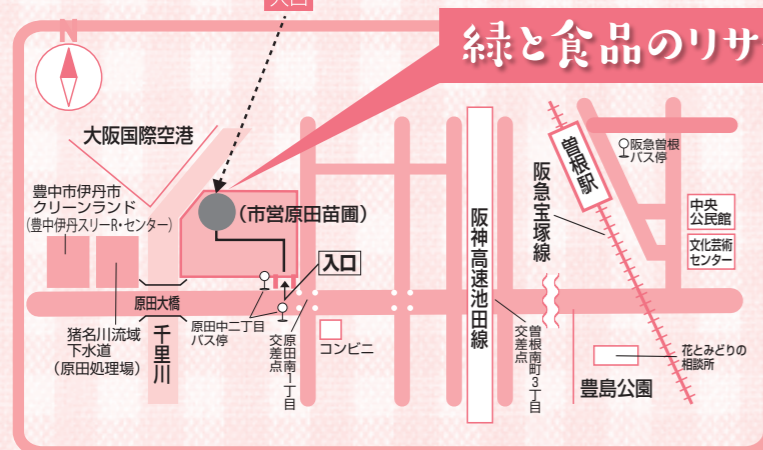 入口
緑と食品のリサ
N
大阪国際空港
豊中市伊丹市
クリーンランド
(豊中伊丹スリーR・センター)
(市営原田苗圃)
入口
原田大橋
猪名川流域
下水道
(原田処理場)
千里川
原田中二丁目
バス停
原田南1丁目
交差点
コンビニ
阪神高速池田線
曽根南町3丁目
交差点
阪急宝塚線
曽根駅
阪急曽根
バス停
中央
公民館
文化芸術
センター
花とみどりの
相談所
豊島公園